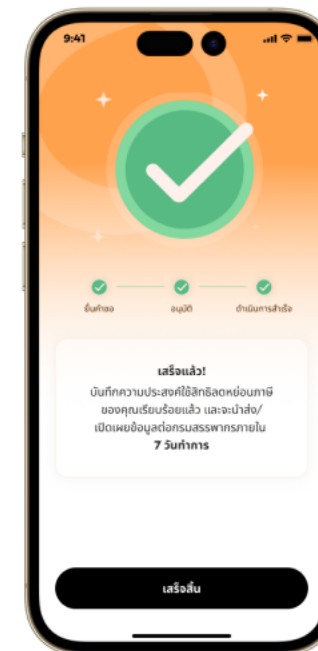 9:41
ยื่นคำขอ อนุมัติ ดำเนินการสำเร็จ
เสร็จแล้ว!
บันทึกความประสงค์ใช้สิทธิลดหย่อนภาษี
ของคุณเรียบร้อยแล้ว และจะนำส่ง/
เปิดเผยข้อมูลต่อกรมสรรพากรภายใน
7 วันทำการ
เสร็จสิ้น